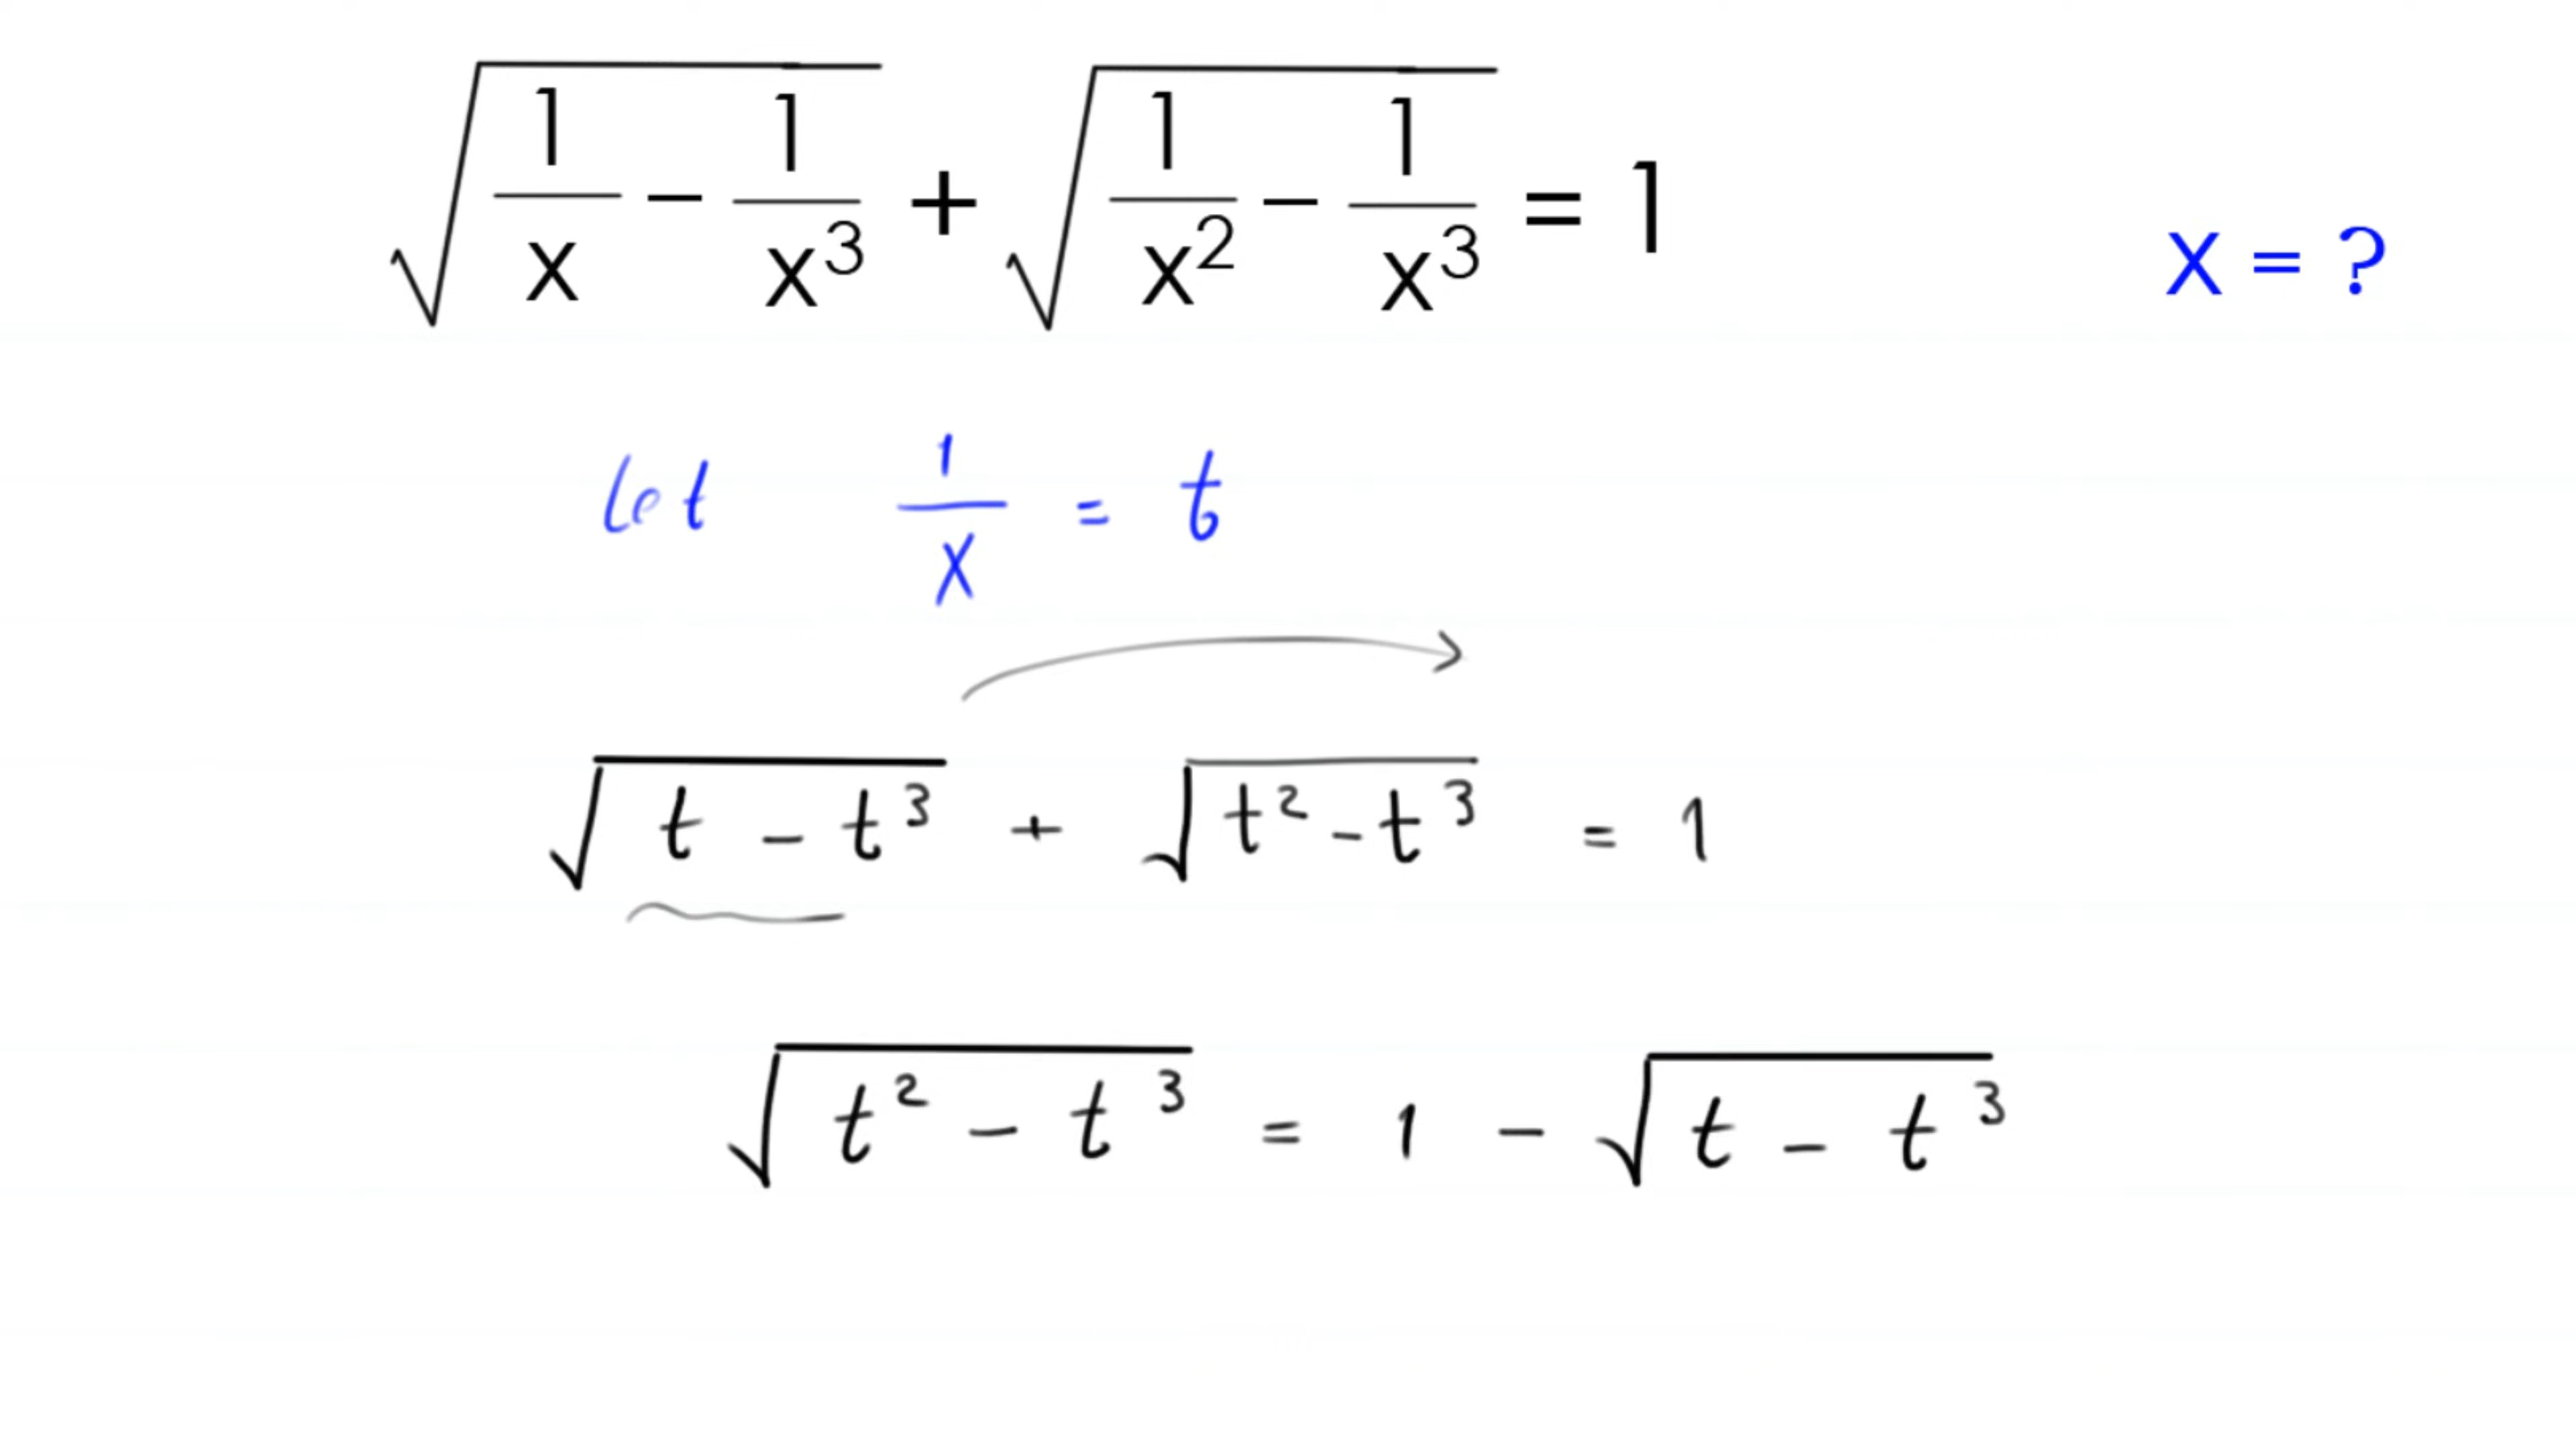 √(1/x − 1/x³) + √(1/x² − 1/x³) = 1
x = ?
Let 1/x = t
√(t − t³) + √(t² − t³) = 1
√(t² − t³) = 1 − √(t − t³)